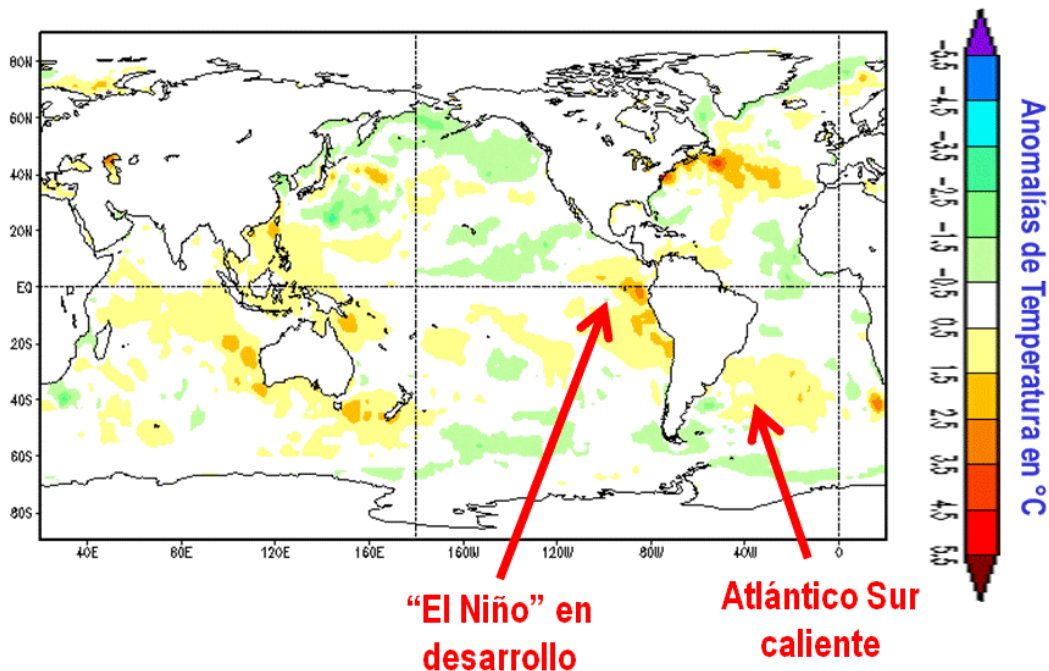 80N
60N
40N
20N
EQ
20S
40S
60S
80S
40E
80E
120E
160E
160W
120W
80W
40W
0
-5,5
-4,5
-3,5
-2,5
-1,5
-0,5
0,5
1,5
2,5
3,5
4,5
5,5
Anomalías de Temperatura en °C
“El Niño” en
desarrollo
Atlántico Sur
caliente